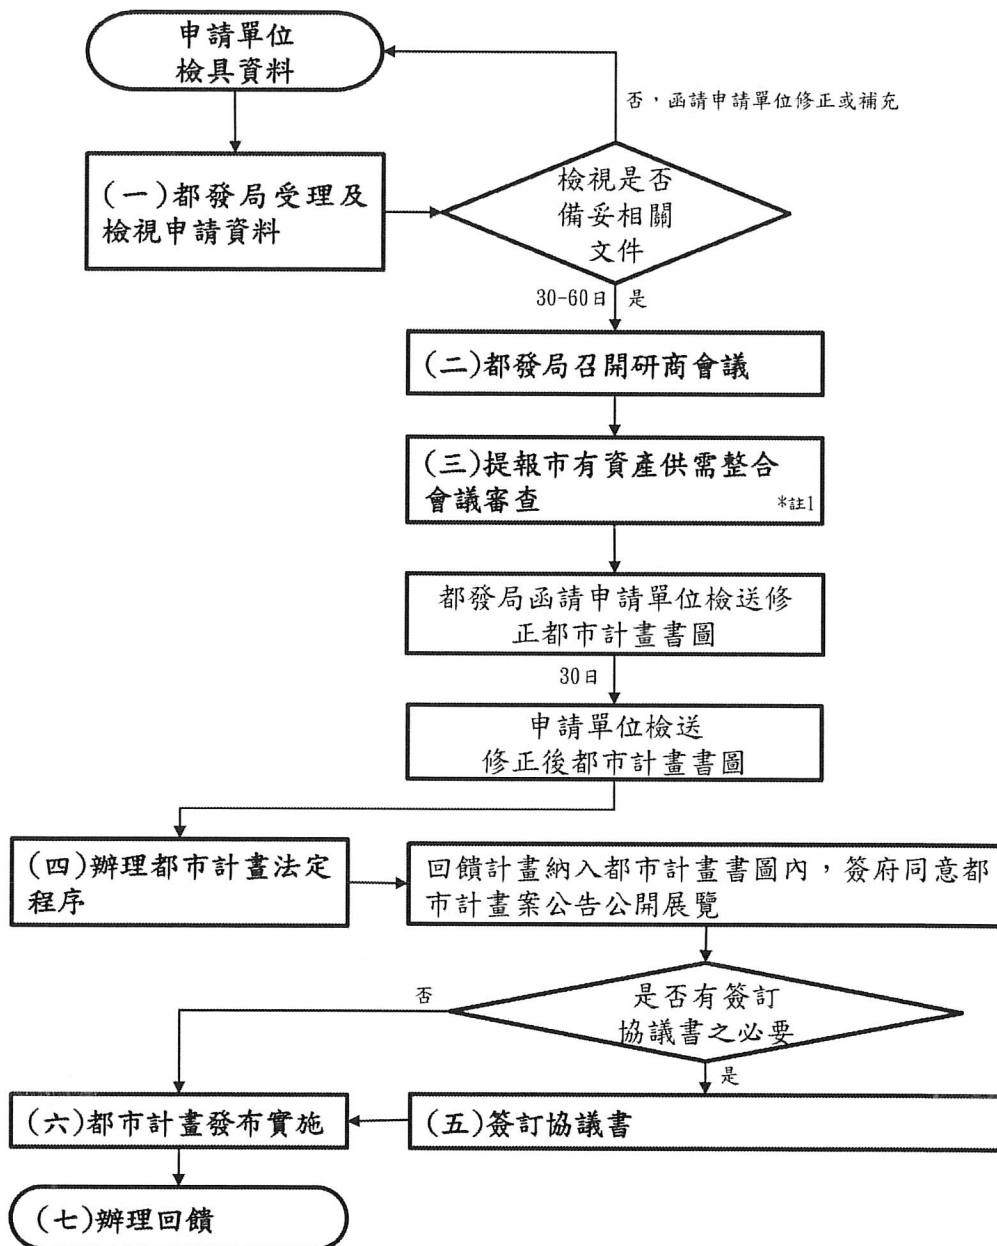 申請單位
檢具資料
否，函請申請單位修正或補充
(一)都發局受理及
檢視申請資料
檢視是否
備妥相關
文件
30-60日
是
(二)都發局召開研商會議
(三)提報市有資產供需整合
會議審查
*註1
都發局函請申請單位檢送修
正都市計畫書圖
30日
申請單位檢送
修正後都市計畫書圖
(四)辦理都市計畫法定
程序
回饋計畫納入都市計畫書圖內，簽府同意都
市計畫案公告公開展覽
否
是否有簽訂
協議書之必要
是
(六)都市計畫發布實施
(五)簽訂協議書
(七)辦理回饋